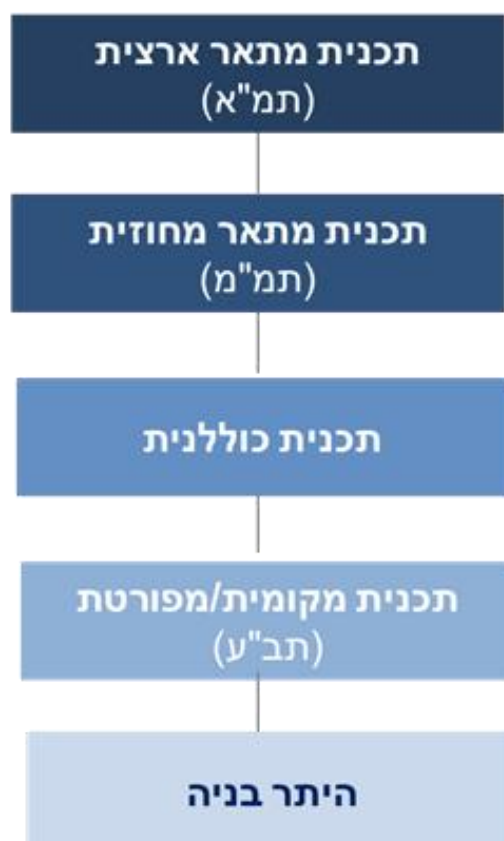 תכנית מתאר ארצית
(תמ"א)
תכנית מתאר מחוזית
(תמ"מ)
תכנית כוללנית
תכנית מקומית/מפורטת
(תב"ע)
היתר בניה